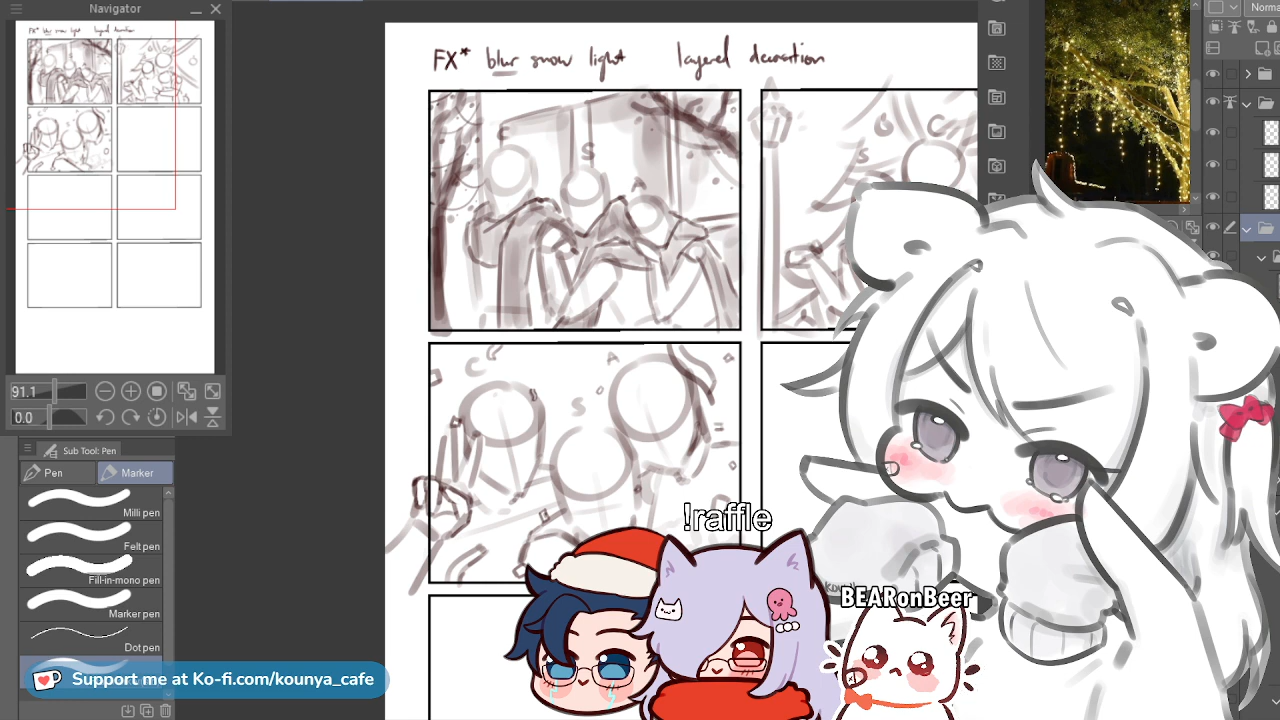 Navigator
FX* blur snow light layered decoration
Norma
S
A
S
C
91.1
0.0
C
A
S
Sub Tool: Pen
Pen
Marker
Milli pen
Felt pen
Fill-in-mono pen
Marker pen
Dot pen
!raffle
BEARonBeer
Support me at Ko-fi.com/kounya_cafe